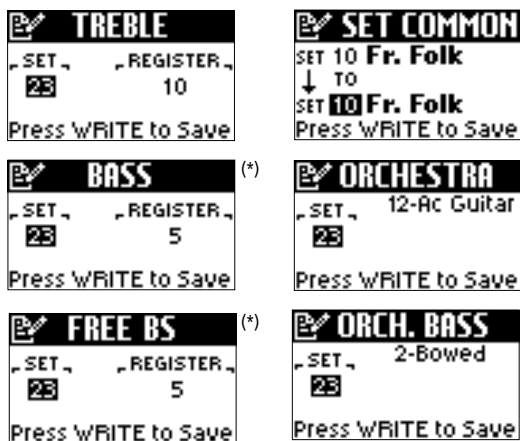 TREBLE
SET REGISTER
23 10
Press WRITE to Save
SET COMMON
SET 10 Fr. Folk
TO
SET 10 Fr. Folk
Press WRITE to Save
BASS
(*)
SET REGISTER
23 5
Press WRITE to Save
ORCHESTRA
12-Ac Guitar
SET
23
Press WRITE to Save
FREE BS
(*)
SET REGISTER
23 5
Press WRITE to Save
ORCH. BASS
2-Bowed
SET
23
Press WRITE to Save